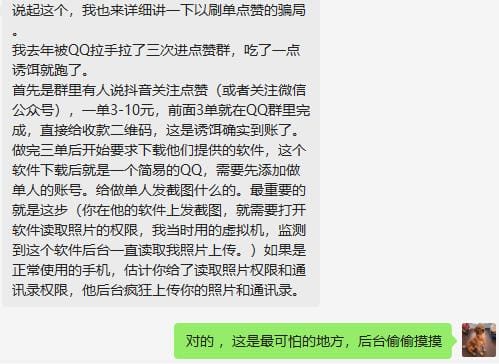 说起这个，我也来详细讲一下以刷单点赞的骗局
。
我去年被QQ拉手拉了三次进点赞群，吃了一点
诱饵就跑了。
首先是群里有人说抖音关注点赞（或者关注微信
公众号），一单3-10元，前面3单就在QQ群里完
成，直接给收款二维码，这是诱饵确实到账了。
做完三单后开始要求下载他们提供的软件，这个
软件下载后就是一个简易的QQ，需要先添加做
单人的账号。给做单人发截图什么的。最重要的
就是这步（你在他的软件上发截图，就需要打开
软件读取照片的权限，我当时用的虚拟机，监测
到这个软件后台一直读取我照片上传。）如果是
正常使用的手机，估计你给了读取照片权限和通
讯录权限，他后台疯狂上传你的照片和通讯录。
对的 ，这是最可怕的地方，后台偷偷摸摸